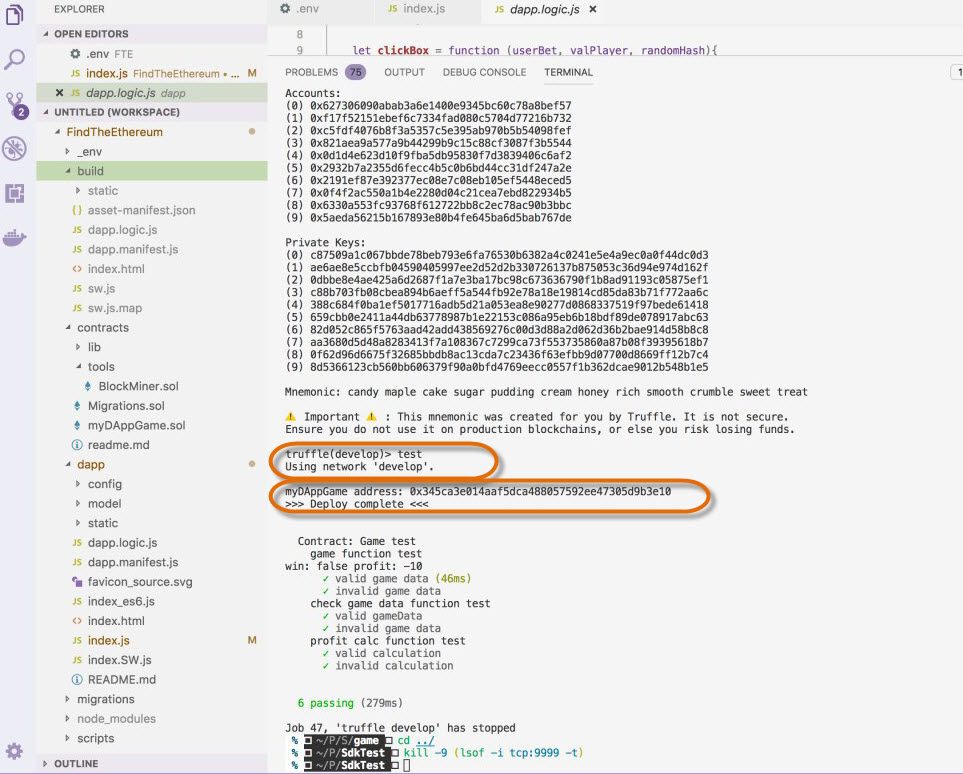 EXPLORER
OPEN EDITORS
.env FTE
JS index.js FindTheEthereum • ... M
JS dapp.logic.js dapp
UNTITLED (WORKSPACE)
FindTheEthereum
_env
build
static
{} asset-manifest.json
JS dapp.logic.js
JS dapp.manifest.js
<> index.html
JS sw.js
JS sw.js.map
contracts
lib
tools
BlockMiner.sol
Migrations.sol
myDAppGame.sol
readme.md
dapp
config
model
static
JS dapp.logic.js
JS dapp.manifest.js
favicon_source.svg
JS index_es6.js
<> index.html
JS index.js M
JS index.SW.js
README.md
migrations
node_modules
scripts
OUTLINE
2
.env
JS index.js
JS dapp.logic.js
8
9 let clickBox = function (userBet, valPlayer, randomHash){
PROBLEMS 75 OUTPUT DEBUG CONSOLE TERMINAL 1
Accounts:
(0) 0x627306090abab3a6e1400e9345bc60c78a8bef57
(1) 0xf17f52151ebef6c7334fad080c5704d77216b732
(2) 0xc5fdf4076b8f3a5357c5e395ab970b5b54098fef
(3) 0x821aea9a577a9b44299b9c15c88cf3087f3b5544
(4) 0x0d1d4e623d10f9fba5db95830f7d3839406c6af2
(5) 0x2932b7a2355d6fecc4b5c0b6bd44cc31df247a2e
(6) 0x2191ef87e392377ec08e7c08eb105ef5448eced5
(7) 0x0f4f2ac550a1b4e2280d04c21cea7ebd822934b5
(8) 0x6330a553fc93768f612722bb8c2ec78ac90b3bbc
(9) 0x5aeda56215b167893e80b4fe645ba6d5bab767de
Private Keys:
(0) c87509a1c067bbde78beb793e6fa76530b6382a4c0241e5e4a9ec0a0f44dc0d3
(1) ae6ae8e5ccbfb04590405997ee2d52d2b330726137b875053c36d94e974d162f
(2) 0dbbe8e4ae425a6d2687f1a7e3ba17bc98c673636790f1b8ad91193c05875ef1
(3) c88b703fb08cbea894b6aeff5a544fb92e78a18e19814cd85da83b71f772aa6c
(4) 388c684f0ba1ef5017716adb5d21a053ea8e90277d0868337519f97bede61418
(5) 659cbb0e2411a44db63778987b1e22153c086a95eb6b18bdf89de078917abc63
(6) 82d052c865f5763aad42add438569276c00d3d88a2d062d36b2bae914d58b8c8
(7) aa3680d5d48a8283413f7a108367c7299ca73f553735860a87b08f39395618b7
(8) 0f62d96d6675f32685bbdb8ac13cda7c23436f63efbb9d07700d8669ff12b7c4
(9) 8d5366123cb560bb606379f90a0bfd4769eecc0557f1b362dcae9012b548b1e5
Mnemonic: candy maple cake sugar pudding cream honey rich smooth crumble sweet treat
⚠️ Important ⚠️ : This mnemonic was created for you by Truffle. It is not secure.
Ensure you do not use it on production blockchains, or else you risk losing funds.
truffle(develop)> test
Using network 'develop'.
myDAppGame address: 0x345ca3e014aaf5dca488057592ee47305d9b3e10
>>> Deploy complete <<<
Contract: Game test
game function test
win: false profit: -10
✓ valid game data (46ms)
✓ invalid game data
check game data function test
✓ valid gameData
✓ invalid game data
profit calc function test
✓ valid calculation
✓ invalid calculation
6 passing (279ms)
Job 47, 'truffle develop' has stopped
% ~/P/S/game cd ../
% ~/P/SdkTest kill -9 (lsof -i tcp:9999 -t)
% ~/P/SdkTest